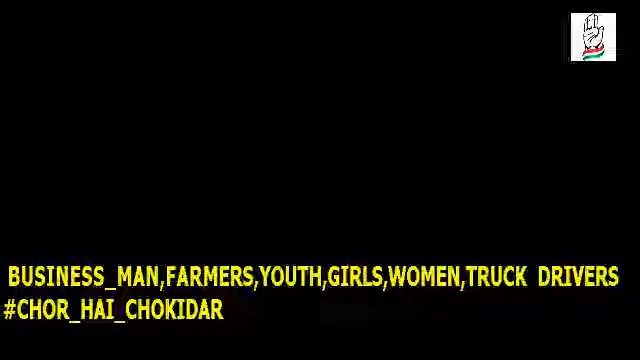 BUSINESS_MAN,FARMERS,YOUTH,GIRLS,WOMEN,TRUCK DRIVERS
#CHOR_HAI_CHOKIDAR